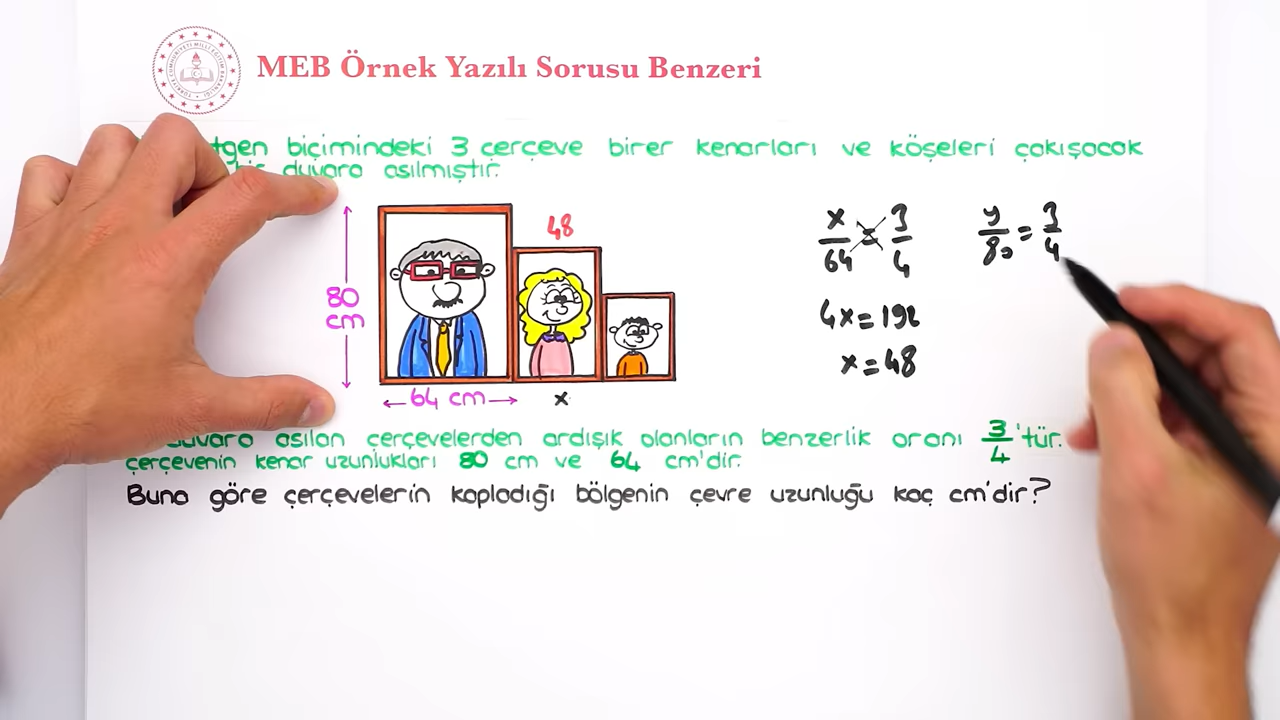 MEB Örnek Yazılı Sorusu Benzeri
biçimindeki 3 çerçeve birer kenarları ve köşeleri çakışacak
bir duvara asılmıştır.
48
80
cm
64 cm
x
x/64 = 3/4
4x=192
x=48
y/80 = 3/4
duvara asılan çerçevelerden ardışık olanların benzerlik oranı 3/4'tür.
çerçevenin kenar uzunlukları 80 cm ve 64 cm'dir.
Buna göre çerçevelerin kapladığı bölgenin çevre uzunluğu kaç cm'dir?